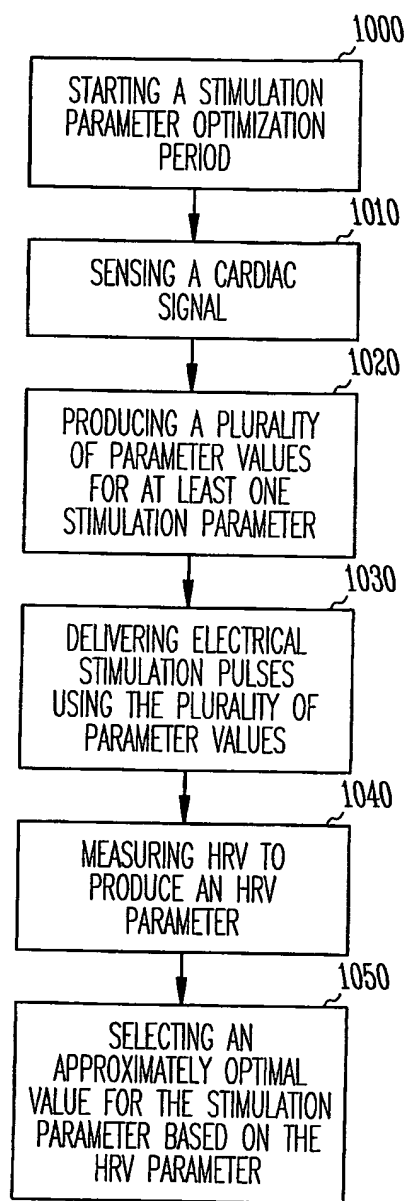 1000
STARTING A STIMULATION
PARAMETER OPTIMIZATION
PERIOD
1010
SENSING A CARDIAC
SIGNAL
1020
PRODUCING A PLURALITY
OF PARAMETER VALUES
FOR AT LEAST ONE
STIMULATION PARAMETER
1030
DELIVERING ELECTRICAL
STIMULATION PULSES
USING THE PLURALITY OF
PARAMETER VALUES
1040
MEASURING HRV TO
PRODUCE AN HRV
PARAMETER
1050
SELECTING AN
APPROXIMATELY OPTIMAL
VALUE FOR THE STIMULATION
PARAMETER BASED ON THE
HRV PARAMETER